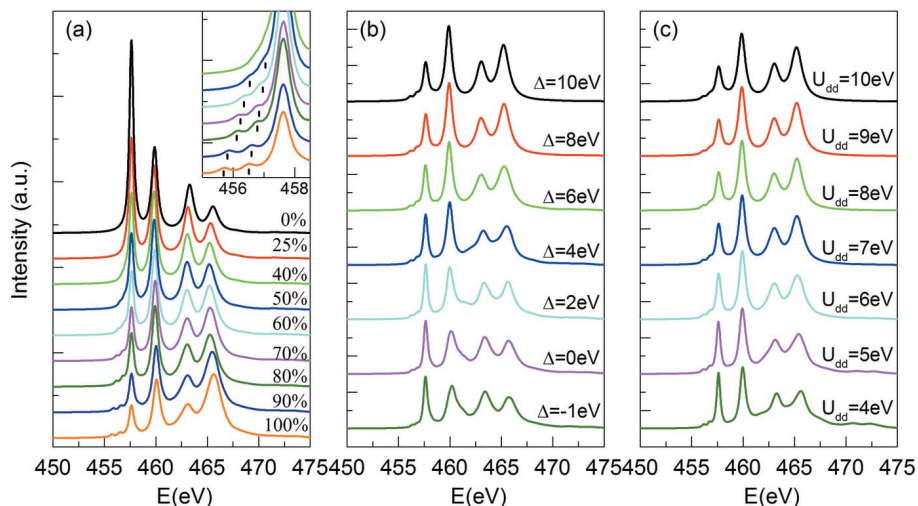 (a)
456 458
0%
25%
40%
50%
60%
70%
80%
90%
100%
Intensity (a.u.)
450 455 460 465 470 475
E(eV)
(b)
Δ=10eV
Δ=8eV
Δ=6eV
Δ=4eV
Δ=2eV
Δ=0eV
Δ=-1eV
450 455 460 465 470 475
E(eV)
(c)
U_dd=10eV
U_dd=9eV
U_dd=8eV
U_dd=7eV
U_dd=6eV
U_dd=5eV
U_dd=4eV
450 455 460 465 470 475
E(eV)